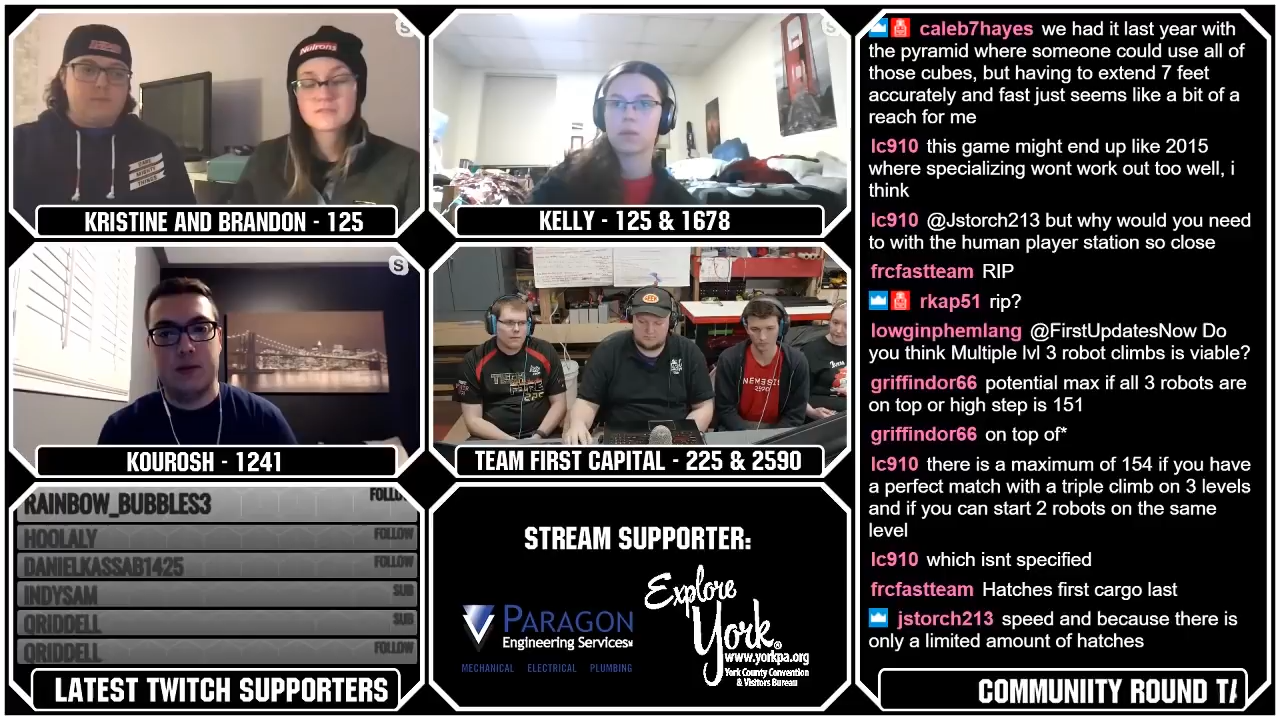 Nutrons
KRISTINE AND BRANDON - 125
KELLY - 125 & 1678
KOUROSH - 1241
GEEK
NEMESIS
2590
TEAM FIRST CAPITAL - 225 & 2590
RAINBOW_BUBBLES3
HOOLALY FOLLOW
DANIELKASSAB1425 FOLLOW
INDYSAM SUB
QRIDDELL SUB
QRIDDELL FOLLOW
LATEST TWITCH SUPPORTERS
STREAM SUPPORTER:
PARAGON
Engineering Services
MECHANICAL ELECTRICAL PLUMBING
Explore
York®
www.yorkpa.org
York County Convention
& Visitors Bureau
caleb7hayes we had it last year with
the pyramid where someone could use all of
those cubes, but having to extend 7 feet
accurately and fast just seems like a bit of a
reach for me
lc910 this game might end up like 2015
where specializing wont work out too well, i
think
lc910 @Jstorch213 but why would you need
to with the human player station so close
frcfastteam RIP
rkap51 rip?
lowginphemlang @FirstUpdatesNow Do
you think Multiple lvl 3 robot climbs is viable?
griffindor66 potential max if all 3 robots are
on top or high step is 151
griffindor66 on top of*
lc910 there is a maximum of 154 if you have
a perfect match with a triple climb on 3 levels
and if you can start 2 robots on the same
level
lc910 which isnt specified
frcfastteam Hatches first cargo last
jstorch213 speed and because there is
only a limited amount of hatches
COMMUNIITY ROUND TA